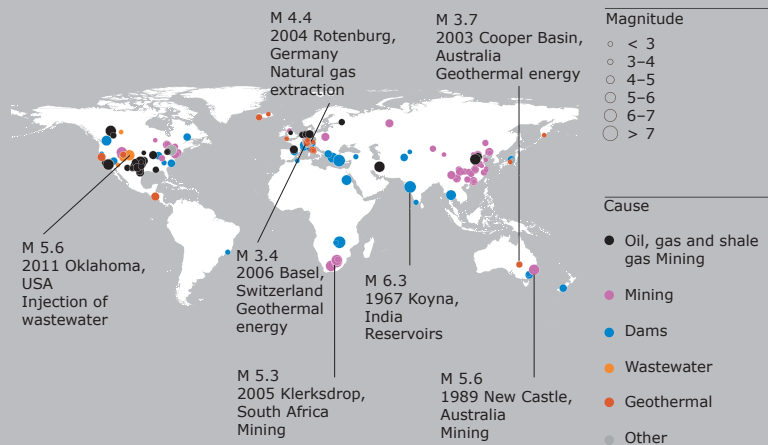 M 4.4
2004 Rotenburg,
Germany
Natural gas
extraction
M 3.7
2003 Cooper Basin,
Australia
Geothermal energy
Magnitude
< 3
3–4
4–5
5–6
6–7
> 7
M 5.6
2011 Oklahoma,
USA
Injection of
wastewater
M 3.4
2006 Basel,
Switzerland
Geothermal
energy
M 6.3
1967 Koyna,
India
Reservoirs
M 5.3
2005 Klerksdrop,
South Africa
Mining
M 5.6
1989 New Castle,
Australia
Mining
Cause
Oil, gas and shale
gas Mining
Mining
Dams
Wastewater
Geothermal
Other